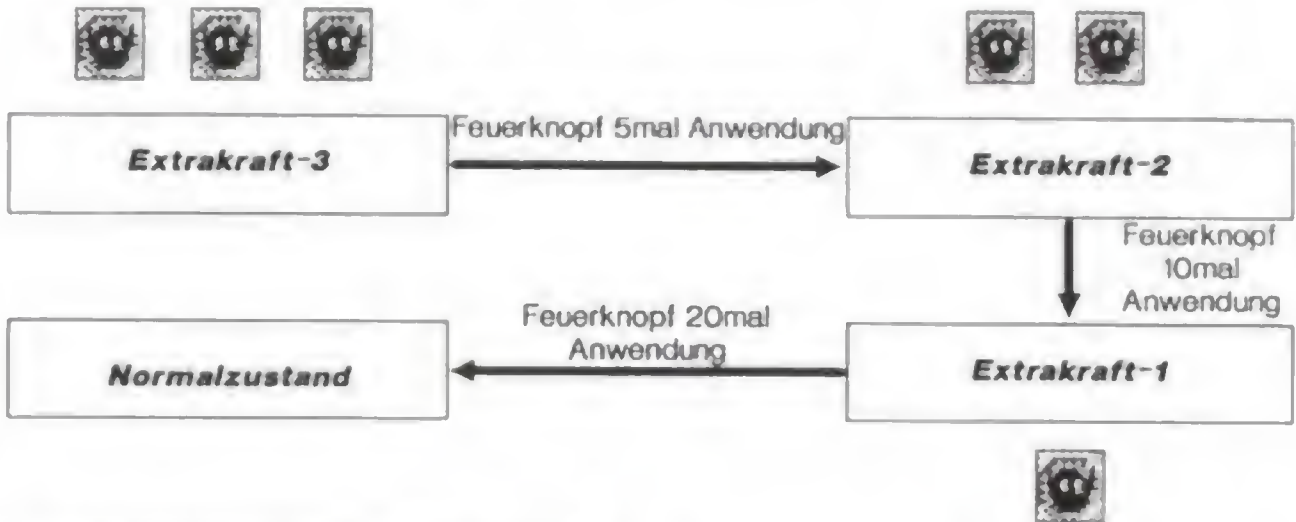 Extrakraft-3
Feuerknopf 5mal Anwendung
Extrakraft-2
Feuerknopf
10mal
Anwendung
Extrakraft-1
Feuerknopf 20mal
Anwendung
Normalzustand